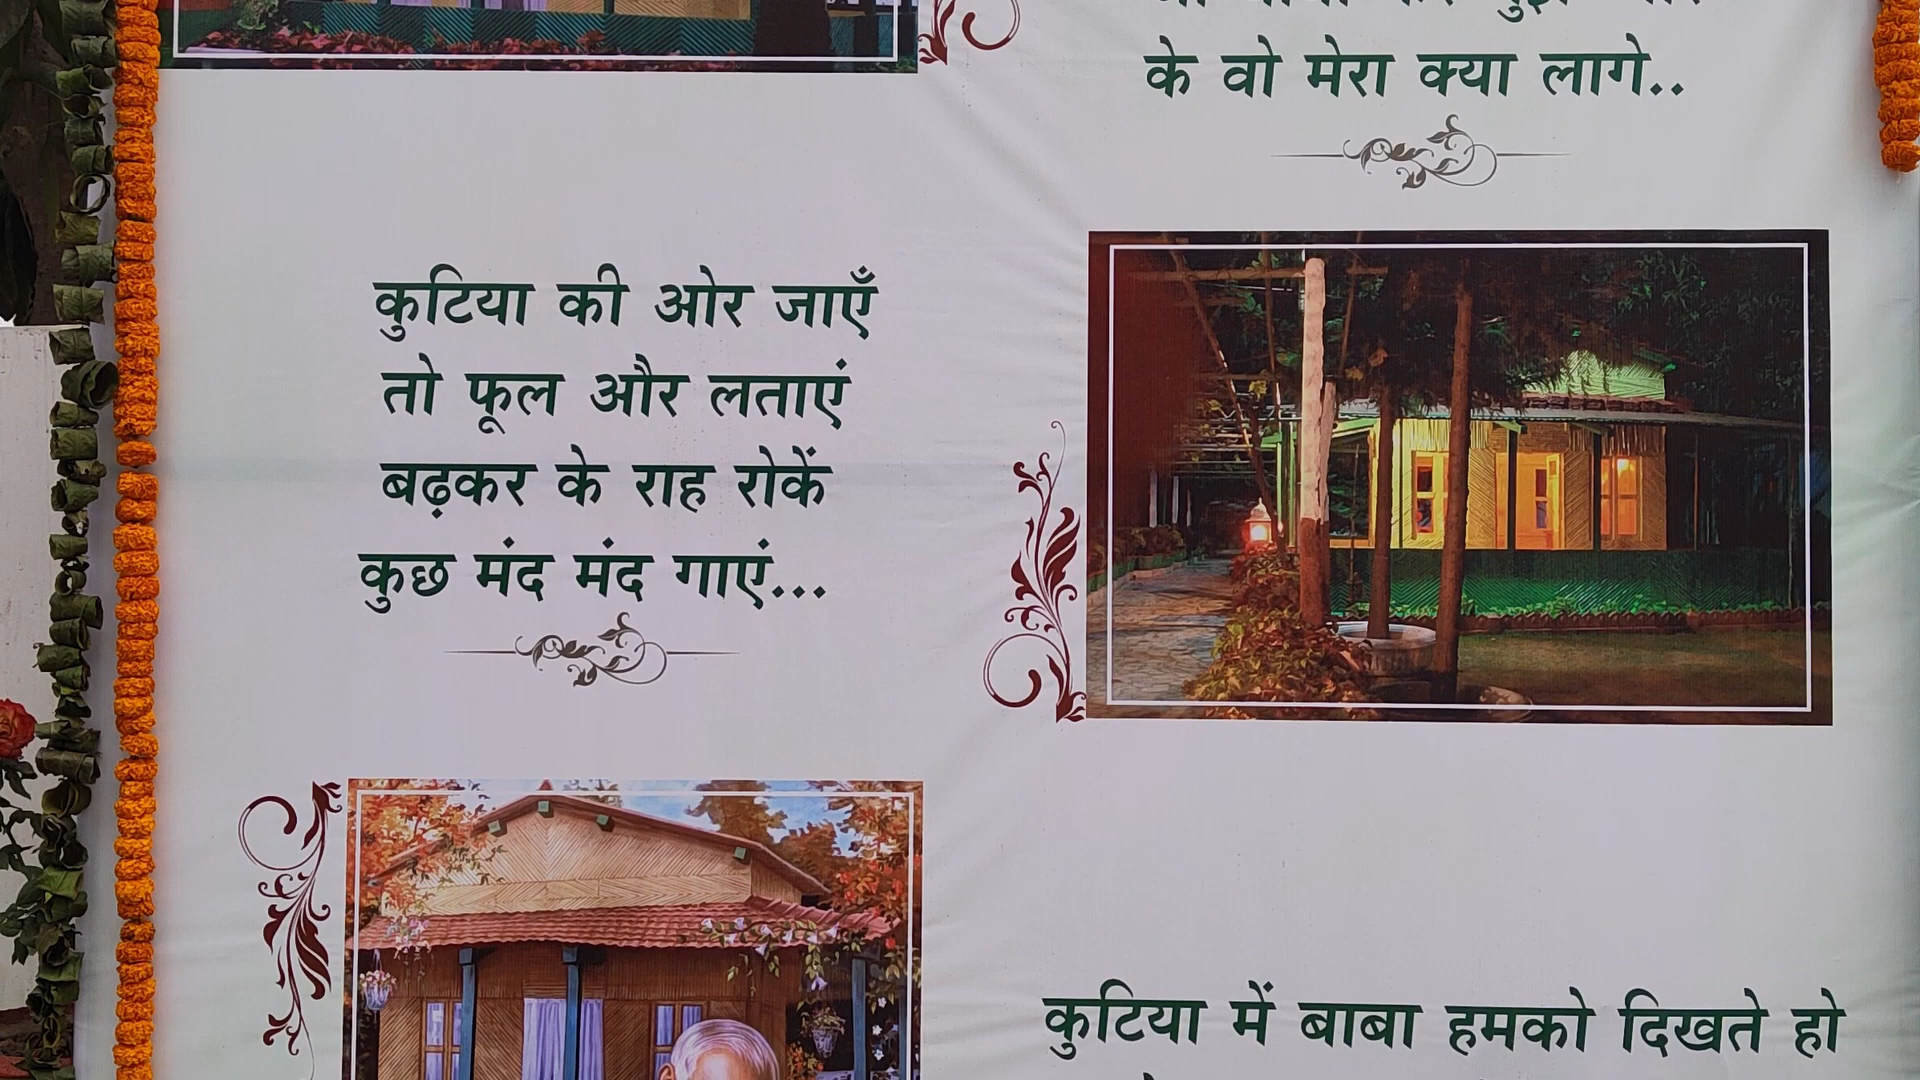 के वो मेरा क्या लागे..
कुटिया की ओर जाएँ
तो फूल और लताएं
बढ़कर के राह रोकें
कुछ मंद मंद गाएं...
कुटिया में बाबा हमको दिखते हो